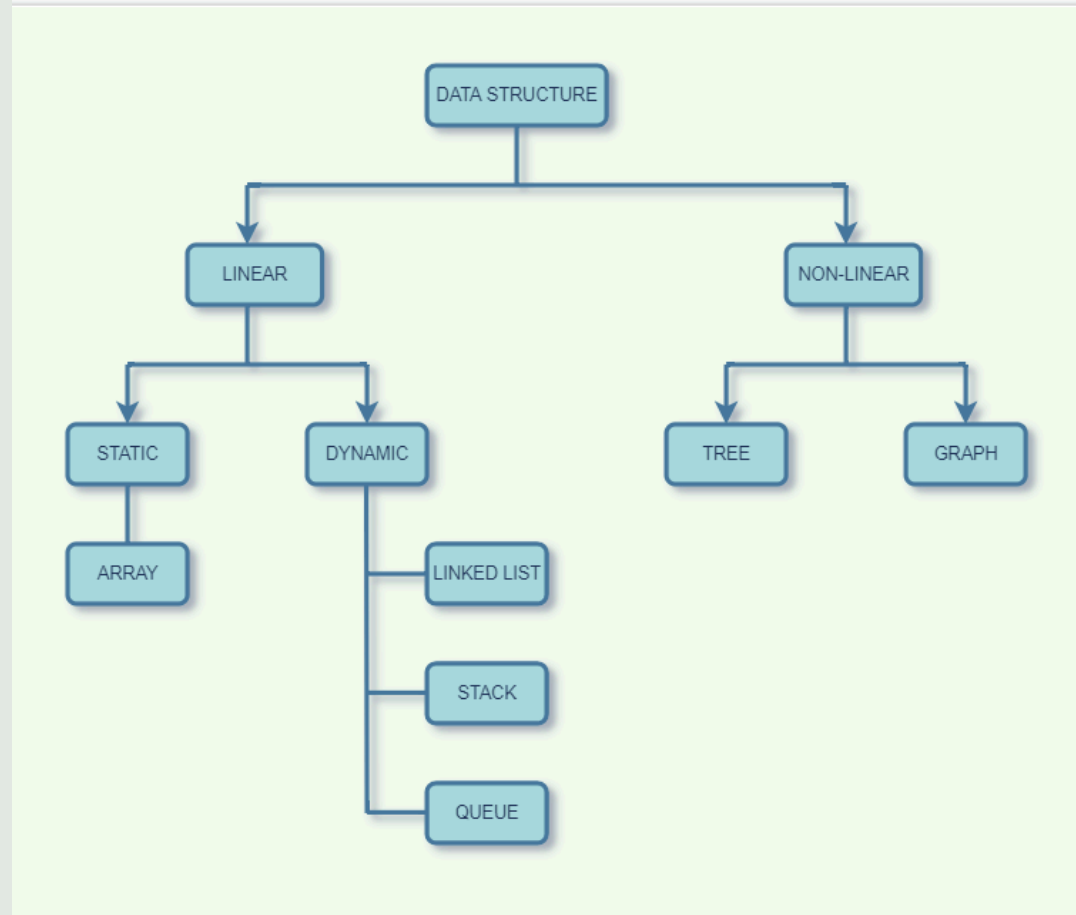 DATA STRUCTURE
LINEAR
NON-LINEAR
STATIC
DYNAMIC
TREE
GRAPH
ARRAY
LINKED LIST
STACK
QUEUE